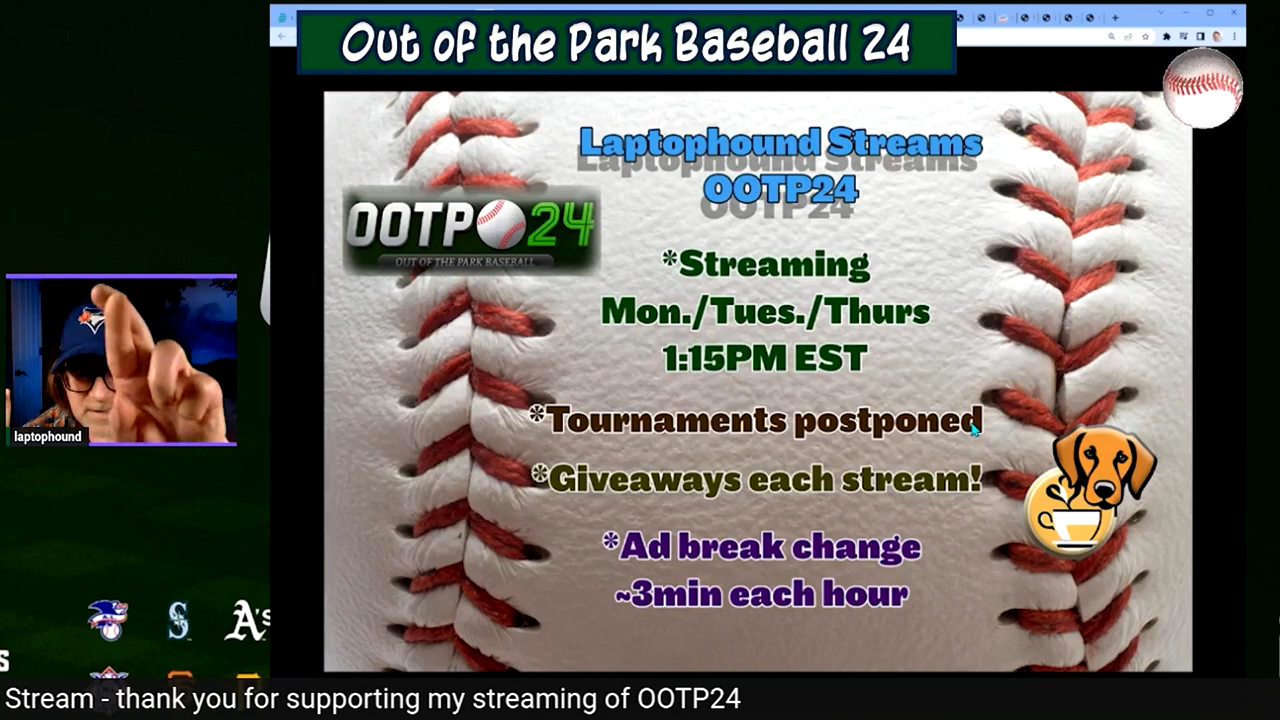 Out of the Park Baseball 24
Laptophound Streams
OOTP24
OOTP 24
OUT OF THE PARK BASEBALL
*Streaming
Mon./Tues./Thurs
1:15PM EST
*Tournaments postponed
*Giveaways each stream!
*Ad break change
~3min each hour
laptophound
S
A's
S
Stream - thank you for supporting my streaming of OOTP24